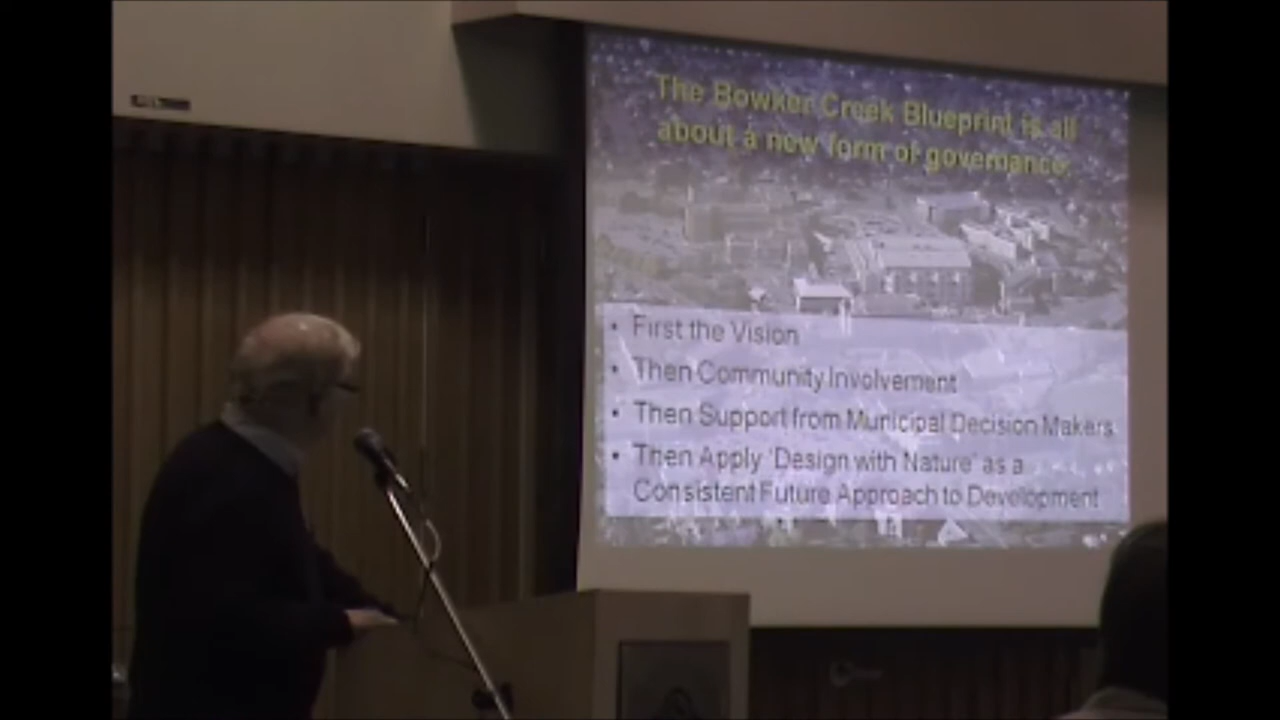 The Bowker Creek Blueprint is all
about a new form of governance:
• First the Vision
• Then Community Involvement
• Then Support from Municipal Decision Makers
• Then Apply 'Design with Nature' as a
Consistent Future Approach to Development